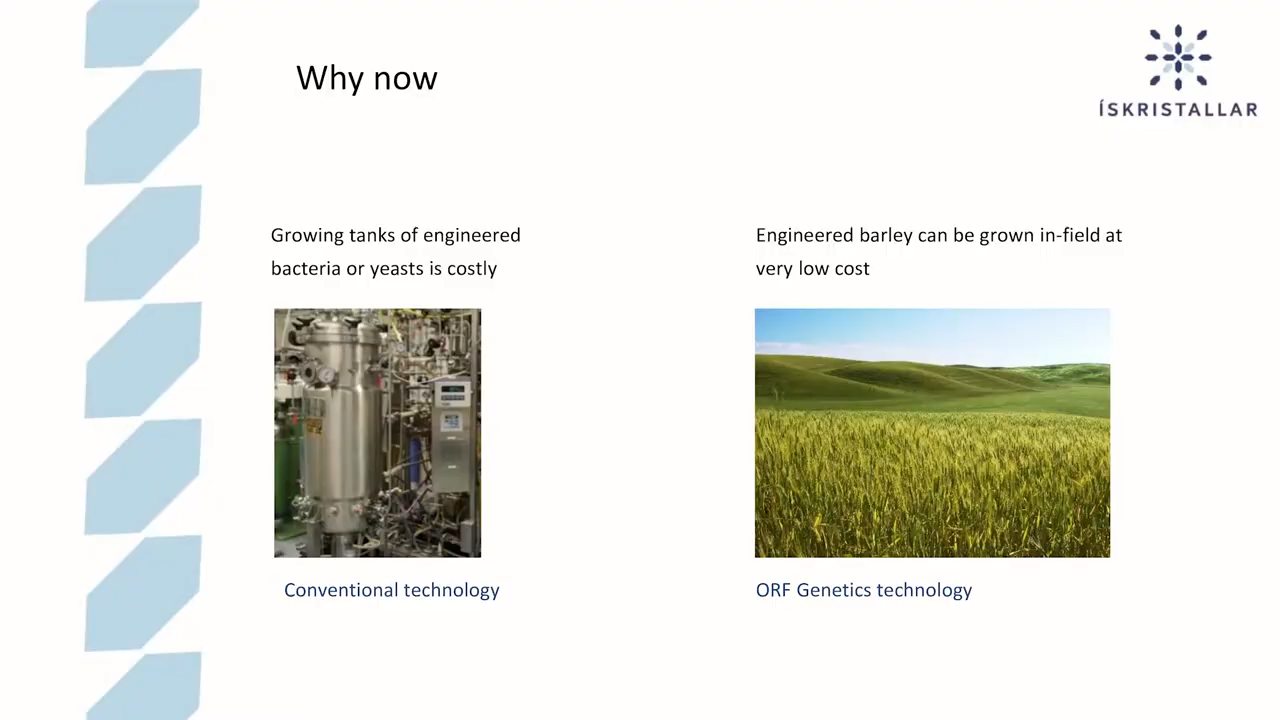 Why now
ÍSKRISTALLAR
Growing tanks of engineered
bacteria or yeasts is costly
Engineered barley can be grown in-field at
very low cost
Conventional technology
ORF Genetics technology